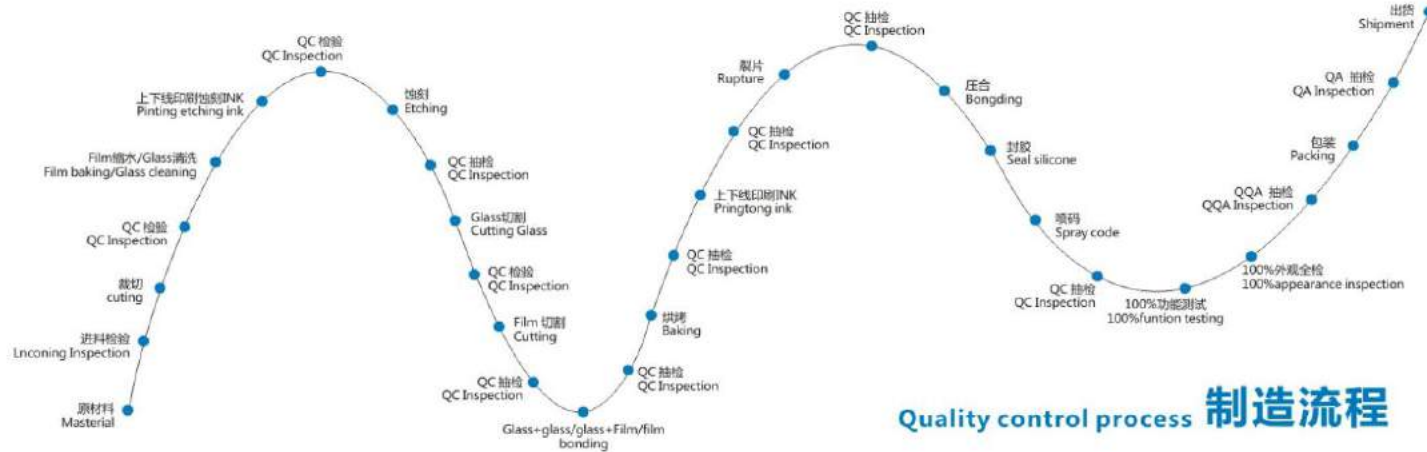 原材料
Masterial
进料检验
Lnconing Inspection
裁切
cuting
QC 检验
QC Inspection
Film缩水/Glass清洗
Film baking/Glass cleaning
上下线印刷蚀刻INK
Pinting etching ink
QC 检验
QC Inspection
蚀刻
Etching
QC 抽检
QC Inspection
Glass切割
Cutting Glass
QC 检验
QC Inspection
Film 切割
Cutting
QC 抽检
QC Inspection
Glass+glass/glass+Film/film
bonding
QC 抽检
QC Inspection
烘烤
Baking
QC 抽检
QC Inspection
上下线印刷INK
Pringtong ink
QC 抽检
QC Inspection
裂片
Rupture
QC 抽检
QC Inspection
压合
Bongding
封胶
Seal silicone
喷码
Spray code
QC 抽检
QC Inspection
100%功能测试
100%funtion testing
100%外观全检
100%appearance inspection
QQA 抽检
QQA Inspection
包装
Packing
QA 抽检
QA Inspection
出货
Shipment
Quality control process 制造流程